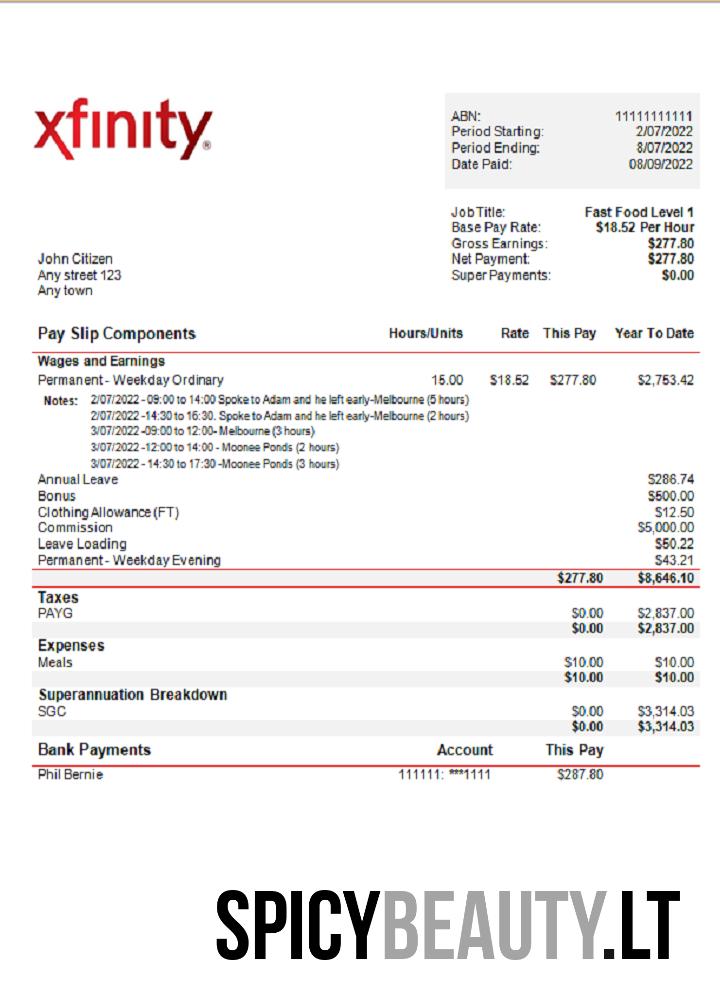 xfinity®
ABN: 11111111111
Period Starting: 2/07/2022
Period Ending: 8/07/2022
Date Paid: 08/09/2022
Job Title: Fast Food Level 1
Base Pay Rate: $18.52 Per Hour
Gross Earnings: $277.80
Net Payment: $277.80
Super Payments: $0.00
John Citizen
Any street 123
Any town
Pay Slip Components Hours/Units Rate This Pay Year To Date
Wages and Earnings
Permanent - Weekday Ordinary 15.00 $18.52 $277.80 $2,753.42
Notes: 2/07/2022 - 09:00 to 14:00 Spoke to Adam and he left early-Melbourne (5 hours)
2/07/2022 -14:30 to 16:30. Spoke to Adam and he left early-Melbourne (2 hours)
3/07/2022 -09:00 to 12:00- Melbourne (3 hours)
3/07/2022 -12:00 to 14:00 - Moonee Ponds (2 hours)
3/07/2022 - 14:30 to 17:30 -Moonee Ponds (3 hours)
Annual Leave $286.74
Bonus $500.00
Clothing Allowance (FT) $12.50
Commission $5,000.00
Leave Loading $50.22
Permanent - Weekday Evening $43.21
$277.80 $8,646.10
Taxes
PAYG $0.00 $2,837.00
$0.00 $2,837.00
Expenses
Meals $10.00 $10.00
$10.00 $10.00
Superannuation Breakdown
SGC $0.00 $3,314.03
$0.00 $3,314.03
Bank Payments Account This Pay
Phil Bernie 111111: ***1111 $287.80
SPICYBEAUTY.LT